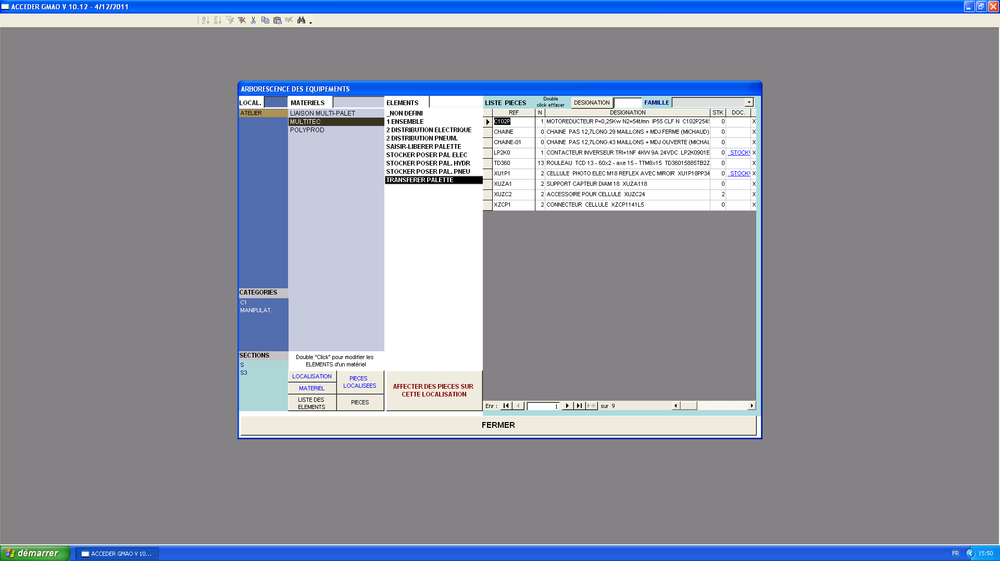 ACCEDER GMAO V 10.12 - 4/12/2011
ARBORESCENCE DES EQUIPEMENTS
LOCAL.
MATERIELS
ELEMENTS
LISTE PIECES
Double
click effacer
DESIGNATION
FAMILLE
ATELIER
LIAISON MULTI-PALET
MULTITEC
POLYPROD
_NON DEFINI
1 ENSEMBLE
2 DISTRIBUTION ELECTRIQUE
2 DISTRIBUTION PNEUM.
SAISIR-LIBERER PALETTE
STOCKER POSER PAL ELEC
STOCKER POSER PAL. HYDR
STOCKER POSER PAL. PNEU
TRANSFERER PALETTE
REF N DESIGNATION STK DOC.
C102P 1 MOTOREDUCTEUR P=0,25Kw N2=54t/mn IP55 CLF N C102P254S 0 X
CHAINE 0 CHAINE PAS 12,7LONG.29 MAILLONS + MDJ FERME (MICHAUD) 0 X
CHAINE-01 0 CHAINE PAS 12,7LONG.43 MAILLONS + MDJ OUVERTE (MICHAU 0 X
LP2K0 1 CONTACTEUR INVERSEUR TRI+1NF 4KW 9A 24VDC LP2K0901E 0 _STOCK\ X
TD360 13 ROULEAU TCD 13 - 60x2 - axe 15 - TTM8x15 TD36015885TB2Z 0 X
XU1P1 2 CELLULE PHOTO ELEC M18 REFLEX AVEC MIROIR XU1P18PP34 0 _STOCK\ X
XUZA1 2 SUPPORT CAPTEUR DIAM 18 XUZA118 0 X
XUZC2 2 ACCESSOIRE POUR CELLULE XUZC24 2 X
XZCP1 2 CONNECTEUR CELLULE XZCP1141L5 0 X
CATEGORIES
C1
MANIPULAT.
SECTIONS
S
S3
Double "Click" pour modifier les
ELEMENTS d'un matériel
LOCALISATION
MATERIEL
LISTE DES
ELEMENTS
PIECES
LOCALISEES
PIECES
AFFECTER DES PIECES SUR
CETTE LOCALISATION
Enr : 1 sur 9
FERMER
démarrer
ACCEDER GMAO V 10...
FR
15:50